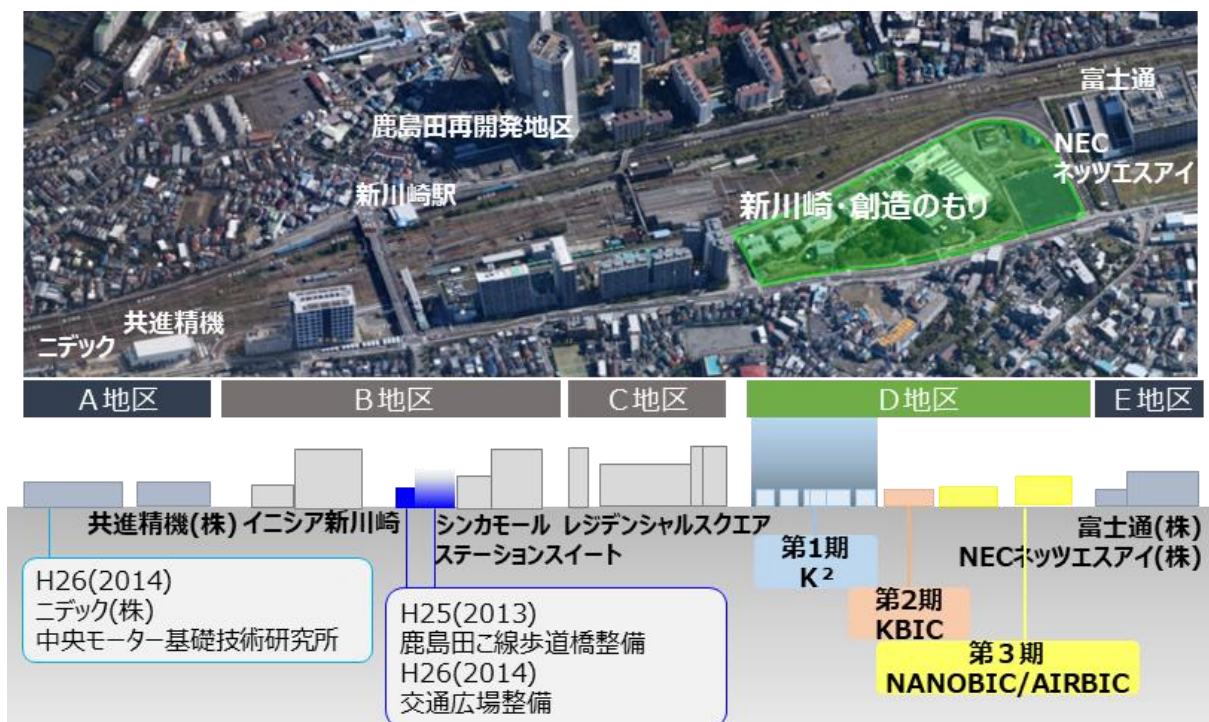 富士通
鹿島田再開発地区
NEC
ネッツエスアイ
新川崎駅
新川崎・創造のもり
共進精機
ニデック
A地区
B地区
C地区
D地区
E地区
共進精機(株)
イニシア新川崎
シンカモール
ステーションスイート
レジデンシャルスクエア
富士通(株)
NECネッツエスアイ(株)
第1期
K²
H26(2014)
ニデック(株)
中央モーター基礎技術研究所
H25(2013)
鹿島田こ線歩道橋整備
H26(2014)
交通広場整備
第2期
KBIC
第3期
NANOBIC/AIRBIC